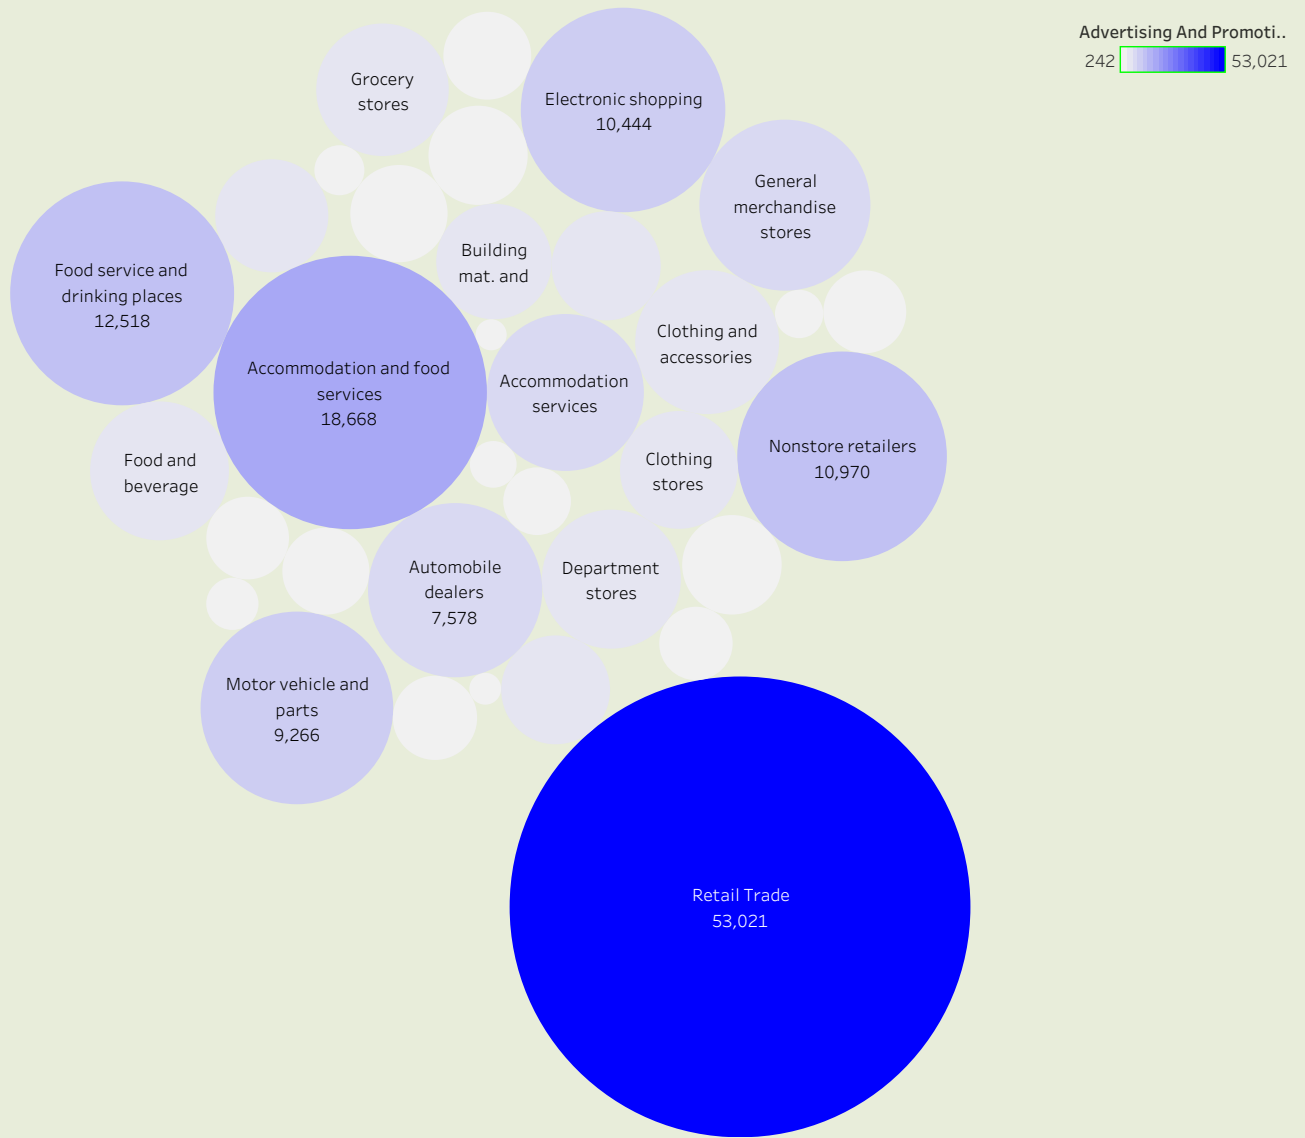 Advertising And Promoti..
242 53,021
Grocery
stores
Electronic shopping
10,444
General
merchandise
stores
Building
mat. and
Food service and
drinking places
12,518
Clothing and
accessories
Accommodation and food
services
18,668
Accommodation
services
Nonstore retailers
10,970
Clothing
stores
Food and
beverage
Automobile
dealers
7,578
Department
stores
Motor vehicle and
parts
9,266
Retail Trade
53,021